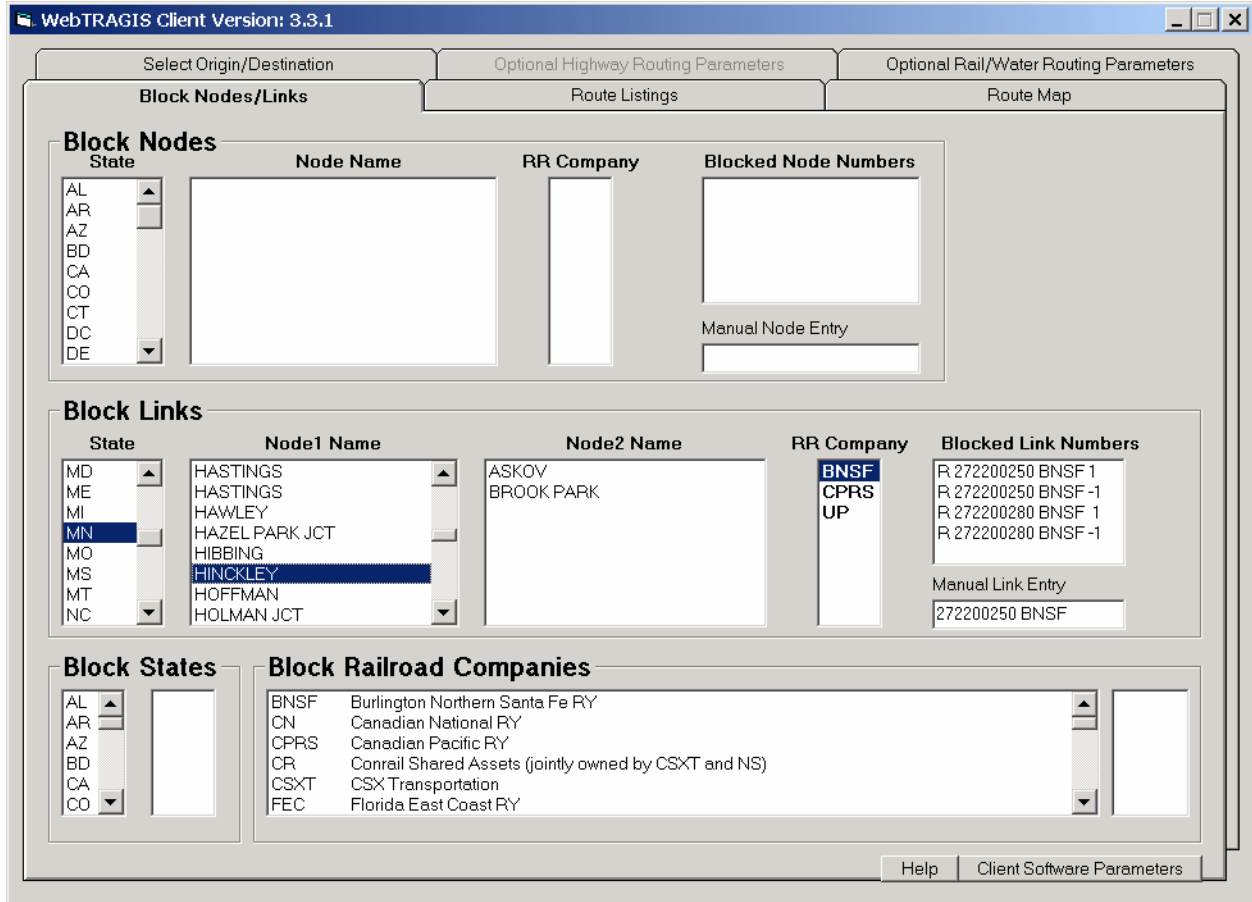 WebTRAGIS Client Version: 3.3.1
Select Origin/Destination
Optional Highway Routing Parameters
Optional Rail/Water Routing Parameters
Block Nodes/Links
Route Listings
Route Map
Block Nodes
State
Node Name
RR Company
Blocked Node Numbers
AL
AR
AZ
BD
CA
CO
CT
DC
DE
Manual Node Entry
Block Links
State
Node1 Name
Node2 Name
RR Company
Blocked Link Numbers
MD
ME
MI
MN
MO
MS
MT
NC
HASTINGS
HASTINGS
HAWLEY
HAZEL PARK JCT
HIBBING
HINCKLEY
HOFFMAN
HOLMAN JCT
ASKOV
BROOK PARK
BNSF
CPRS
UP
R 272200250 BNSF 1
R 272200250 BNSF -1
R 272200280 BNSF 1
R 272200280 BNSF -1
Manual Link Entry
272200250 BNSF
Block States
AL
AR
AZ
BD
CA
CO
Block Railroad Companies
BNSF Burlington Northern Santa Fe RY
CN Canadian National RY
CPRS Canadian Pacific RY
CR Conrail Shared Assets (jointly owned by CSXT and NS)
CSXT CSX Transportation
FEC Florida East Coast RY
Help
Client Software Parameters